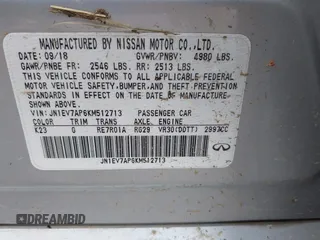 MANUFACTURED BY NISSAN MOTOR CO.,LTD.
DATE: 09/18 GVWR/PNBV: 4980 LBS.
GAWR/PNBE FR: 2546 LBS. RR: 2513 LBS.
THIS VEHICLE CONFORMS TO ALL APPLICABLE FEDERAL
MOTOR VEHICLE SAFETY, BUMPER, AND THEFT PREVENTION
STANDARDS IN EFFECT ON THE DATE OF MANUFACTURE
SHOWN ABOVE.
VIN: JN1EV7AP6KM512713 PASSENGER CAR
COLOR TRIM TRANS. AXLE. ENGINE
K23 G RE7R01A RG29 VR30(DDTT) 2997CC
JN1EV7AP6KM512713
INFINITI
DREAMBID